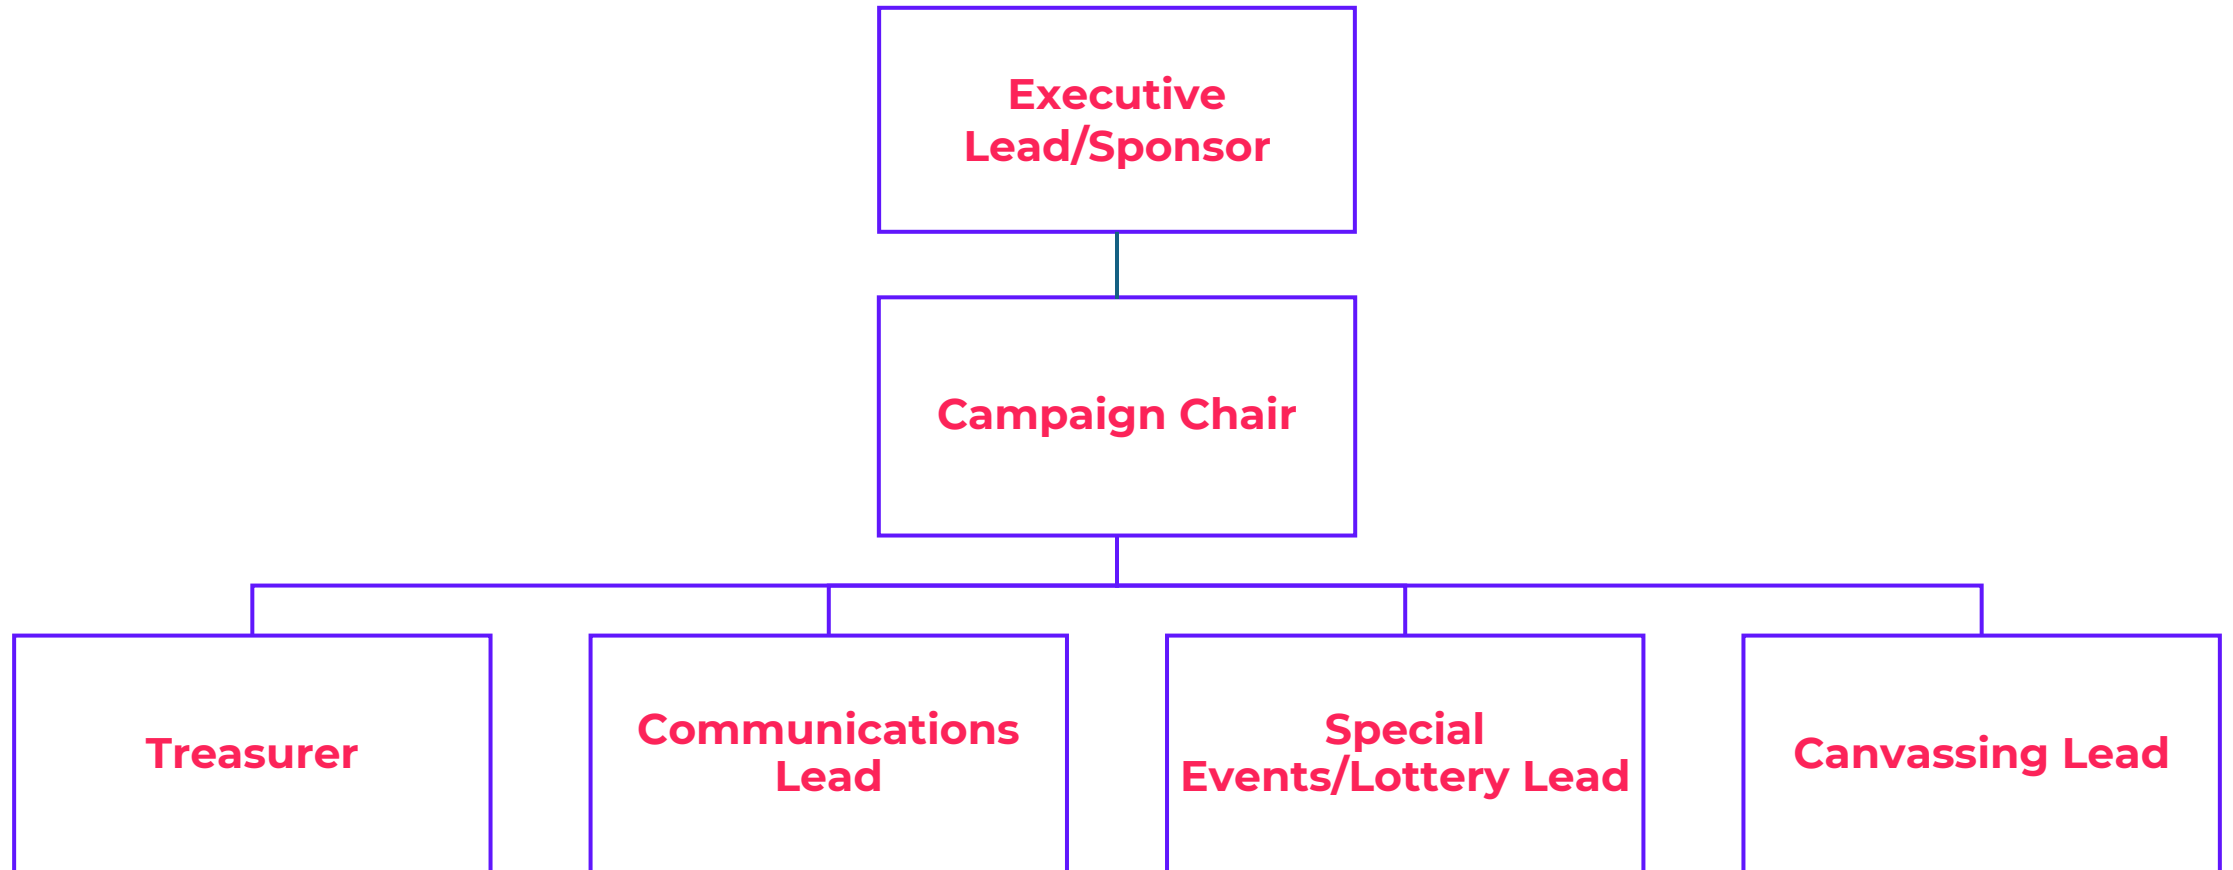 Executive
Lead/Sponsor
Campaign Chair
Treasurer
Communications
Lead
Special
Events/Lottery Lead
Canvassing Lead